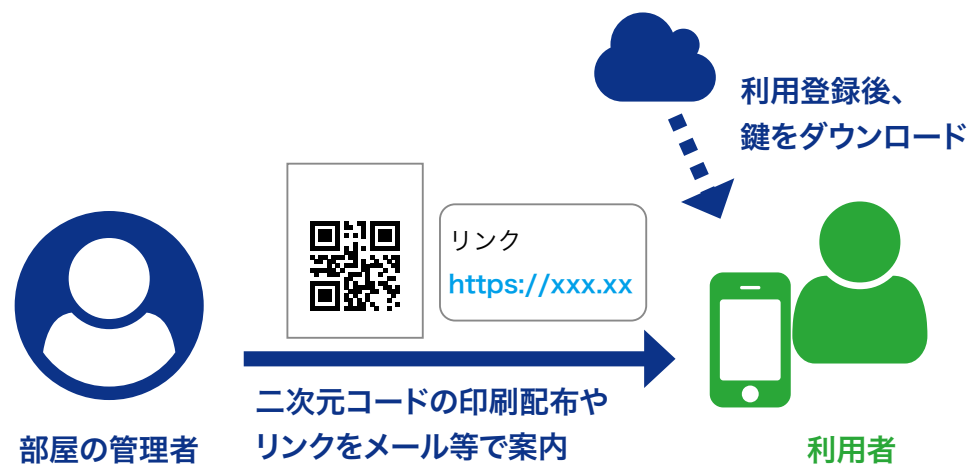 利用登録後、
鍵をダウンロード
リンク
https://xxx.xx
二次元コードの印刷配布や
リンクをメール等で案内
部屋の管理者
利用者